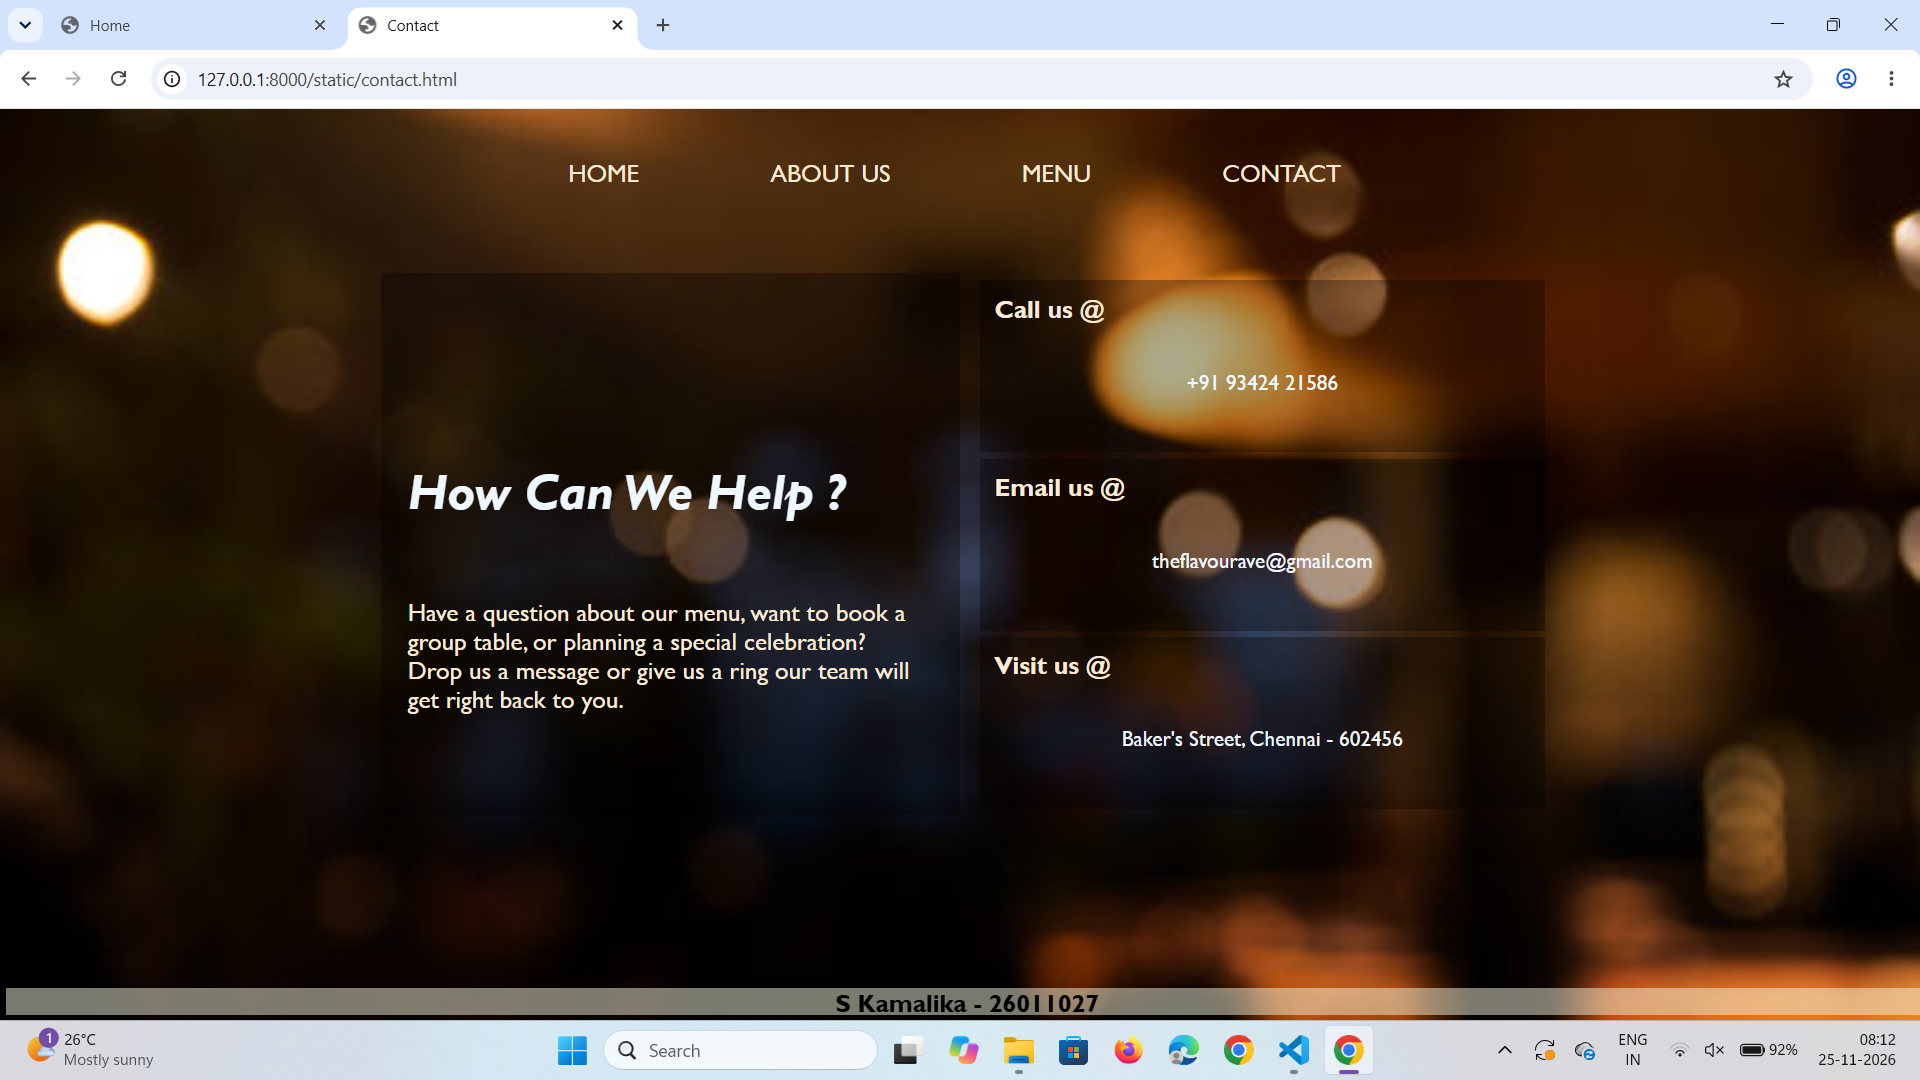 Home
Contact
127.0.0.1:8000/static/contact.html
HOME ABOUT US MENU CONTACT
How Can We Help ?
Have a question about our menu, want to book a
group table, or planning a special celebration?
Drop us a message or give us a ring our team will
get right back to you.
Call us @
+91 93424 21586
Email us @
theflavourave@gmail.com
Visit us @
Baker's Street, Chennai - 602456
S Kamalika - 26011027
1
26°C
Mostly sunny
Search
ENG
IN
92%
08:12
25-11-2026